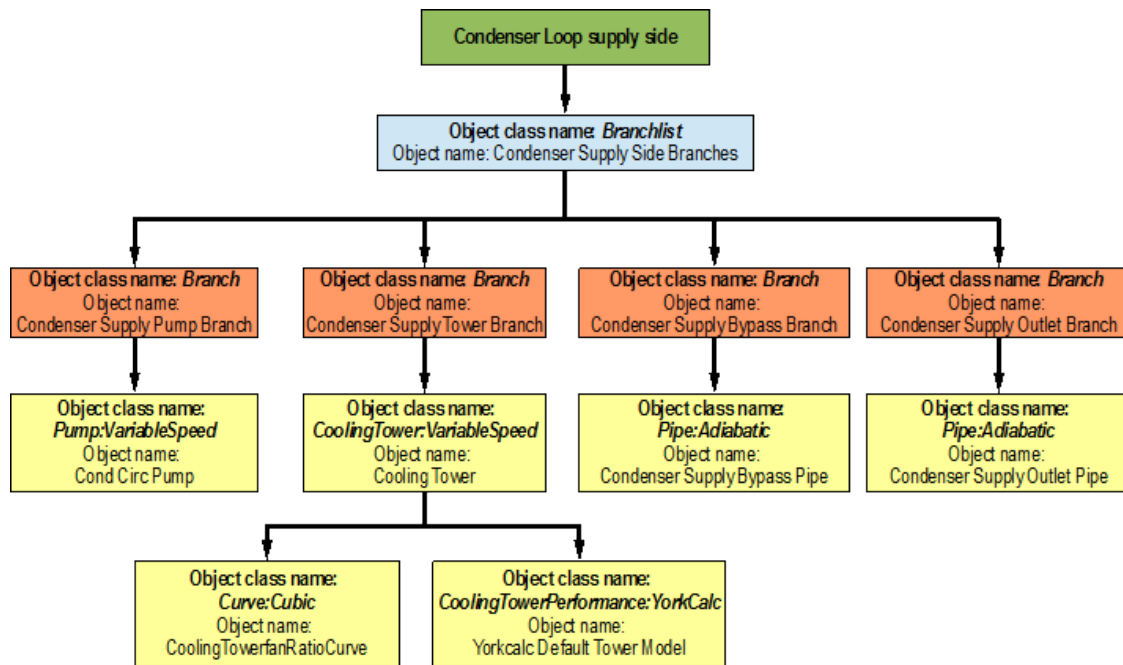 Condenser Loop supply side
Object class name: Branchlist
Object name: Condenser Supply Side Branches
Object class name: Branch
Object name:
Condenser Supply Pump Branch
Object class name: Branch
Object name:
Condenser Supply Tower Branch
Object class name: Branch
Object name:
Condenser Supply Bypass Branch
Object class name: Branch
Object name:
Condenser Supply Outlet Branch
Object class name:
Pump:VariableSpeed
Object name:
Cond Circ Pump
Object class name:
CoolingTower:VariableSpeed
Object name:
Cooling Tower
Object class name:
Pipe:Adiabatic
Object name:
Condenser Supply Bypass Pipe
Object class name:
Pipe:Adiabatic
Object name:
Condenser Supply Outlet Pipe
Object class name:
Curve:Cubic
Object name:
CoolingTowerfanRatioCurve
Object class name:
CoolingTowerPerformance:YorkCalc
Object name:
Yorkcalc Default Tower Model